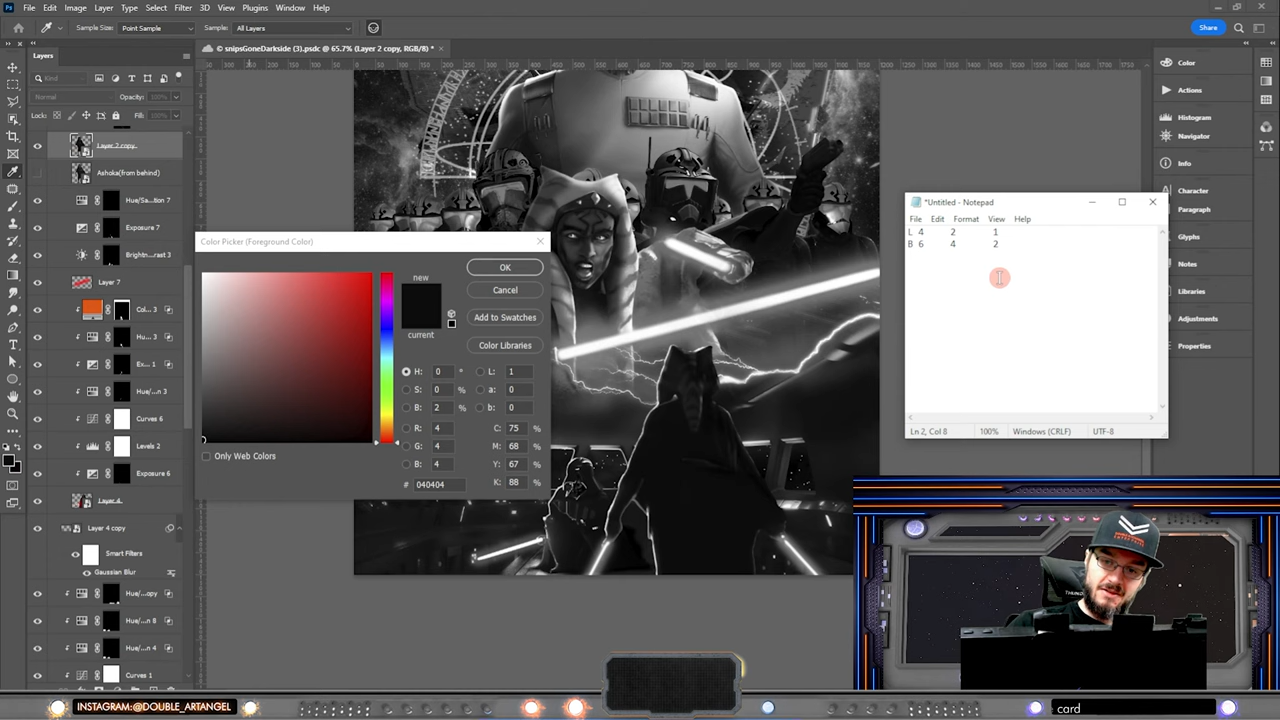 File Edit Image Layer Type Select Filter 3D View Plugins Window Help
Sample Size: Point Sample Sample: All Layers Share
© snipsGoneDarkside (3).psdc @ 65.7% (Layer 2 copy, RGB/8) *
Layers
Kind
Normal Opacity: 100%
Lock: Fill: 100%
Layer 2 copy
Ashoka(from behind)
Hue/Sa...tion 7
Exposure 7
Brightn...rast 3
Layer 7
Col... 3
Hu... 3
Ex... 1
Hue/...n 3
Curves 6
Levels 2
Exposure 6
Layer 4
Layer 4 copy
Smart Filters
Gaussian Blur
Hue/...opy
Hue/...n 8
Hue/...n 4
Curves 1
Color Picker (Foreground Color)
new
current
OK
Cancel
Add to Swatches
Color Libraries
H: 0 ° L: 1
S: 0 % a: 0
B: 2 % b: 0
R: 4 C: 75 %
G: 4 M: 68 %
B: 4 Y: 67 %
# 040404 K: 88 %
Only Web Colors
*Untitled - Notepad
File Edit Format View Help
L 4 2 1
B 6 4 2
Ln 2, Col 8 100% Windows (CRLF) UTF-8
Color
Actions
Histogram
Navigator
Info
Character
Paragraph
Glyphs
Notes
Libraries
Adjustments
Properties
INSTAGRAM:@DOUBLE_ARTANGEL
card